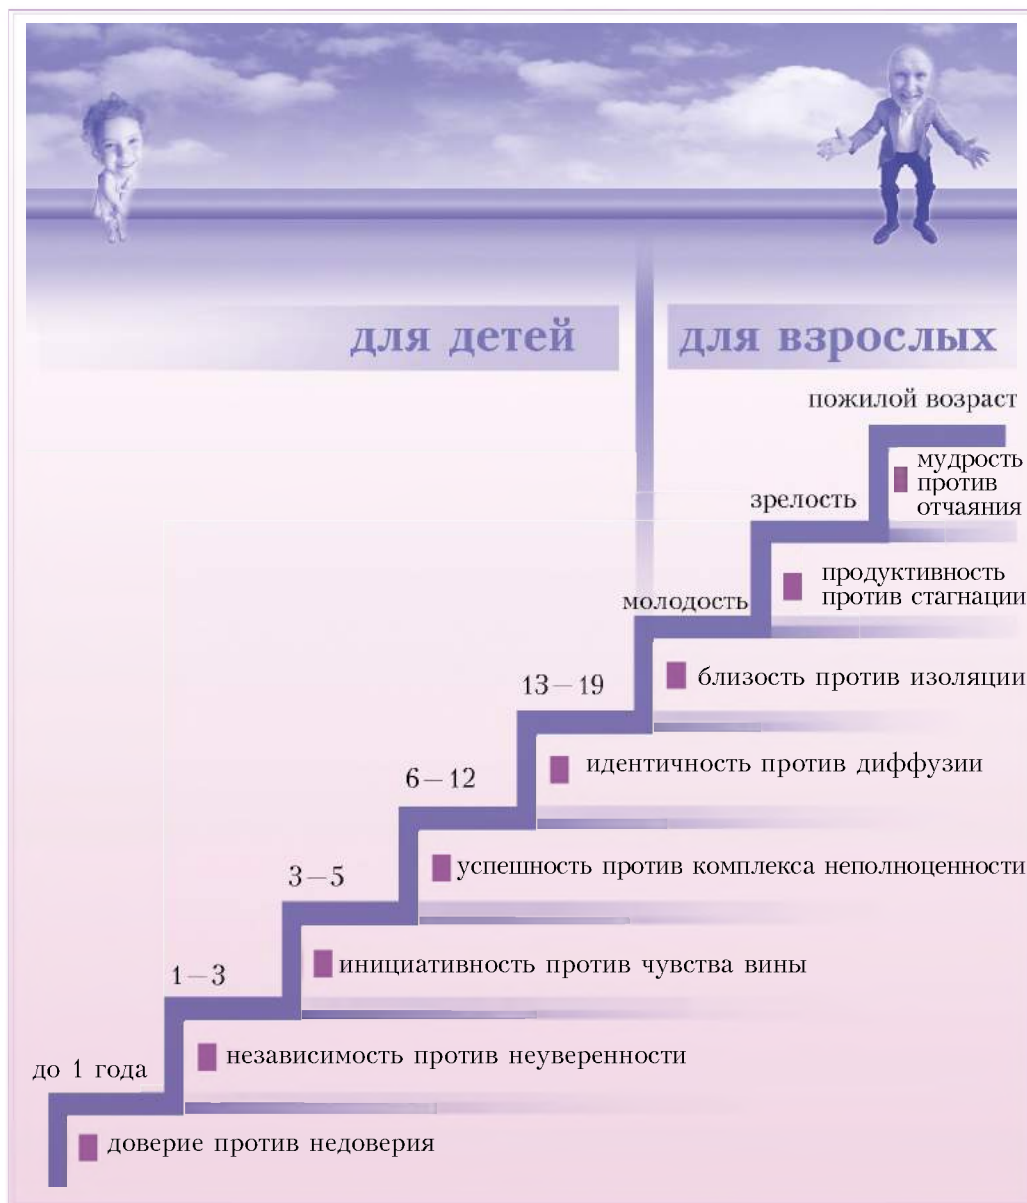 для детей
для взрослых
пожилой возраст
мудрость
против
отчаяния
зрелость
продуктивность
против стагнации
молодость
близость против изоляции
13–19
идентичность против диффузии
6–12
успешность против комплекса неполноценности
3–5
инициативность против чувства вины
1–3
независимость против неуверенности
до 1 года
доверие против недоверия